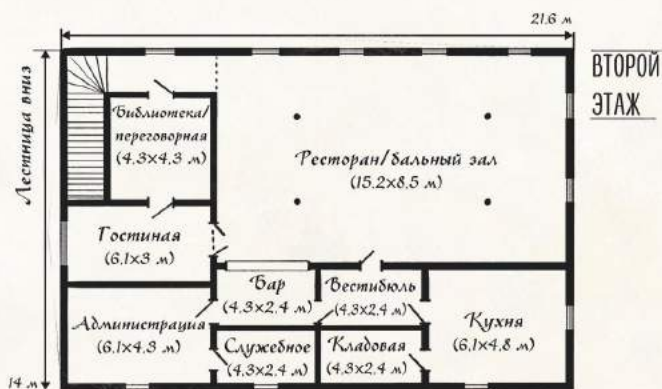 21.6 м
ВТОРОЙ
ЭТАЖ
Лестница вниз
Библиотека/
переговорная
(4.3×4.3 м)
Ресторан/бальный зал
(15.2×8.5 м)
Гостиная
(6.1×3 м)
Бар
(4.3×2.4 м)
Вестибюль
(4.3×2.4 м)
Администрация
(6.1×4.3 м)
Кухня
(6.1×4.8 м)
Служебное
(4.3×2.4 м)
Кладовая
(4.3×2.4 м)
14 м